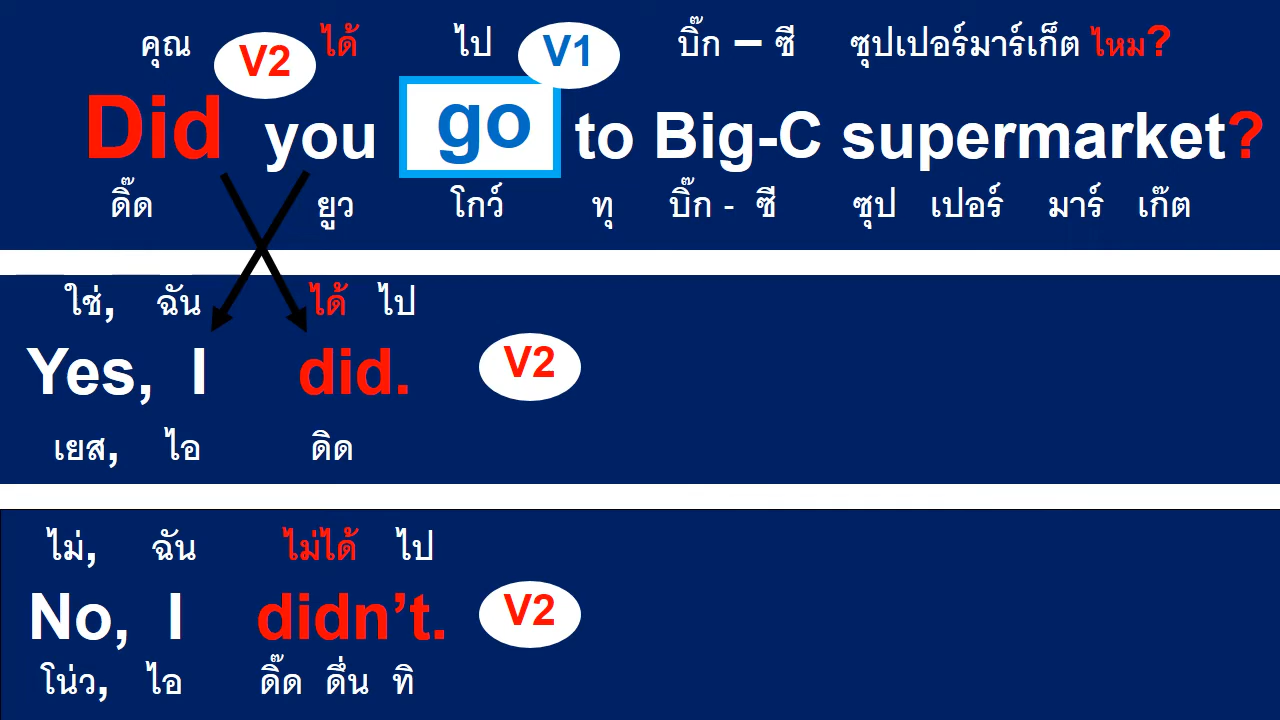 คุณ V2 ได้ ไป V1 บิ๊ก – ซี ซุปเปอร์มาร์เก็ต ไหม?
Did you go to Big-C supermarket?
ดิ๊ด ยูว โกว์ ทุ บิ๊ก - ซี ซุป เปอร์ มาร์ เก๊ต
ใช่, ฉัน ได้ ไป
Yes, I did. V2
เยส, ไอ ดิด
ไม่, ฉัน ไม่ได้ ไป
No, I didn’t. V2
โน่ว, ไอ ดิ๊ด ดึ่น ทิ